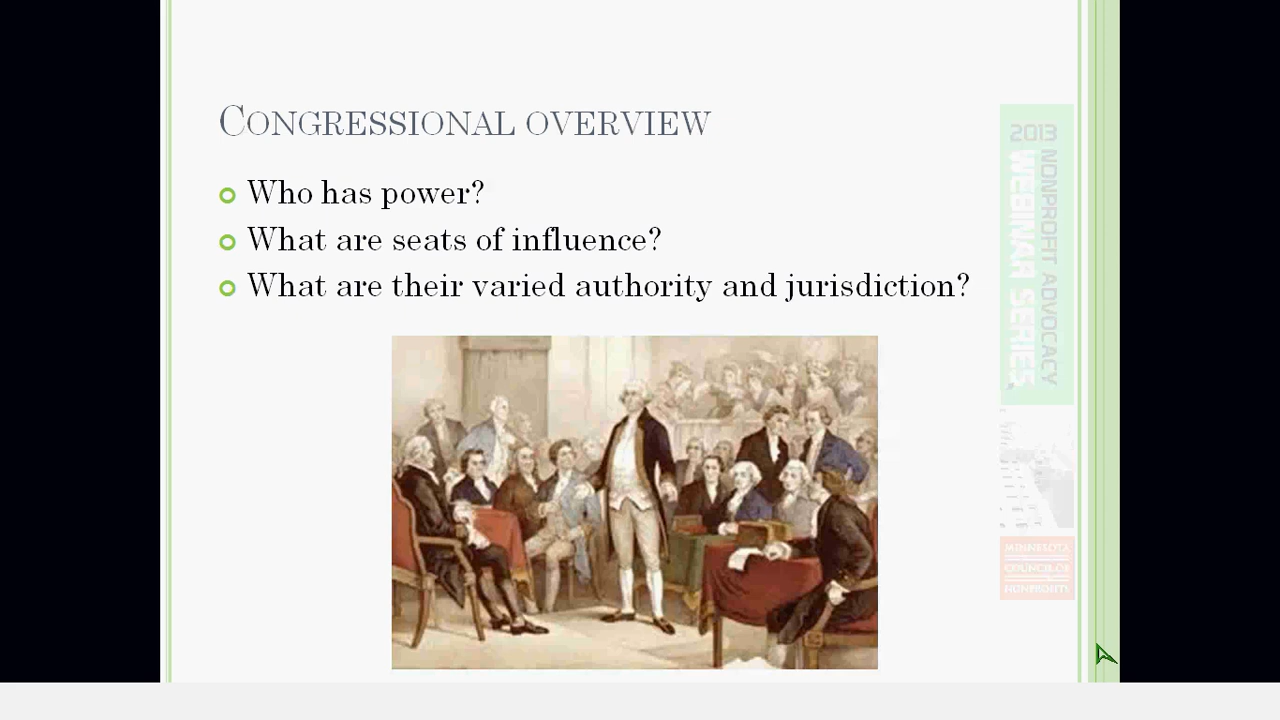 CONGRESSIONAL OVERVIEW
Who has power?
What are seats of influence?
What are their varied authority and jurisdiction?
2013 NONPROFIT ADVOCACY
WEBINAR SERIES
MINNESOTA
COUNCIL OF
NONPROFITS